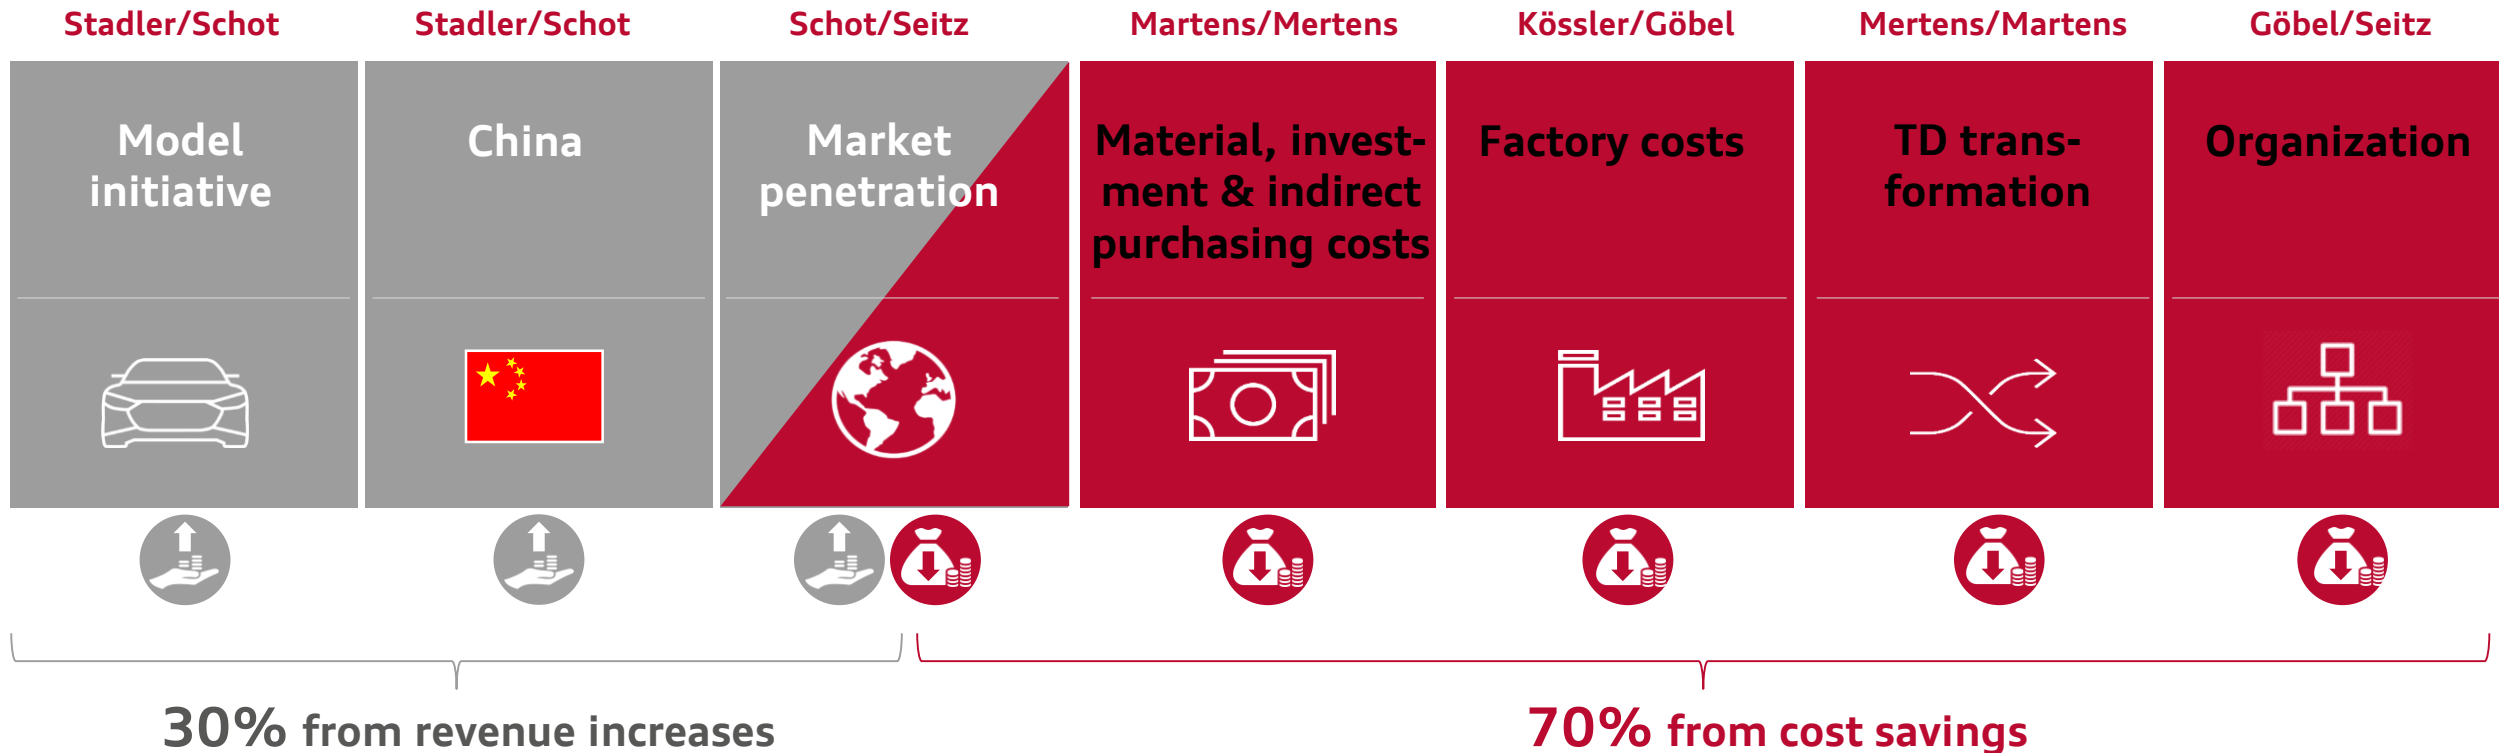 Stadler/Schot
Stadler/Schot
Schot/Seitz
Martens/Mertens
Kössler/Göbel
Mertens/Martens
Göbel/Seitz
Model
initiative
China
Market
penetration
Material, invest-
ment & indirect
purchasing costs
Factory costs
TD trans-
formation
Organization
30% from revenue increases
70% from cost savings